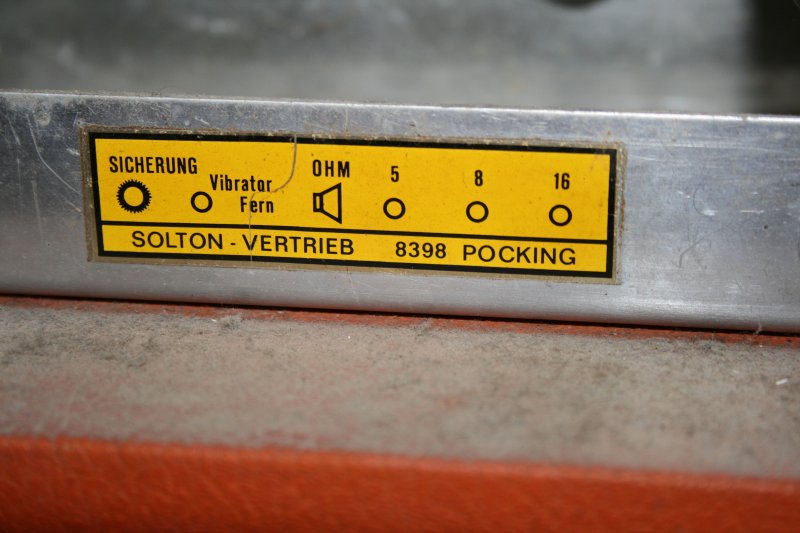 SICHERUNG Vibrator Fern OHM 5 8 16
SOLTON - VERTRIEB 8398 POCKING